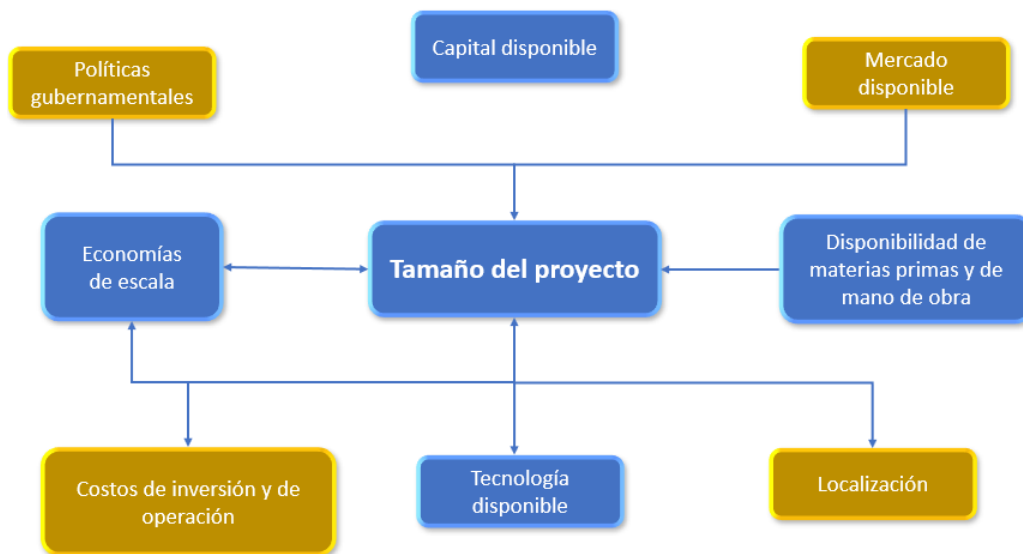 Capital disponible
Políticas
gubernamentales
Mercado
disponible
Economías
de escala
Tamaño del proyecto
Disponibilidad de
materias primas y de
mano de obra
Costos de inversión y de
operación
Tecnología
disponible
Localización